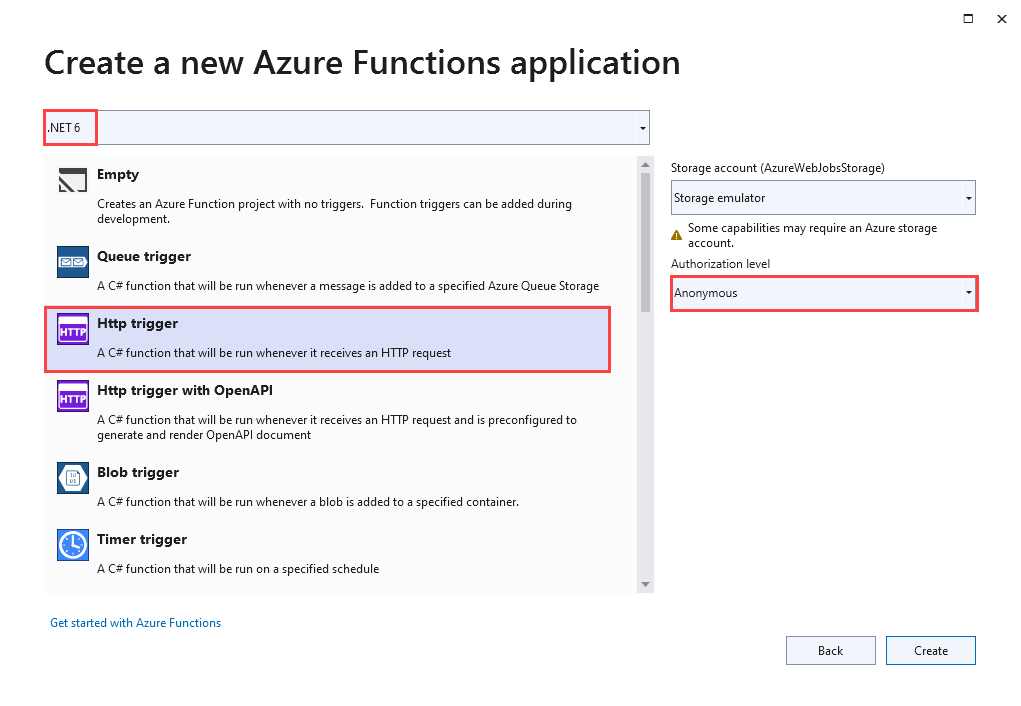 Create a new Azure Functions application
.NET 6
Empty
Creates an Azure Function project with no triggers.  Function triggers can be added during
development.
Queue trigger
A C# function that will be run whenever a message is added to a specified Azure Queue Storage
HTTP
Http trigger
A C# function that will be run whenever it receives an HTTP request
HTTP
Http trigger with OpenAPI
A C# function that will be run whenever it receives an HTTP request and is preconfigured to
generate and render OpenAPI document
Blob trigger
A C# function that will be run whenever a blob is added to a specified container.
Timer trigger
A C# function that will be run on a specified schedule
Storage account (AzureWebJobsStorage)
Storage emulator
Some capabilities may require an Azure storage
account.
Authorization level
Anonymous
Get started with Azure Functions
Back
Create